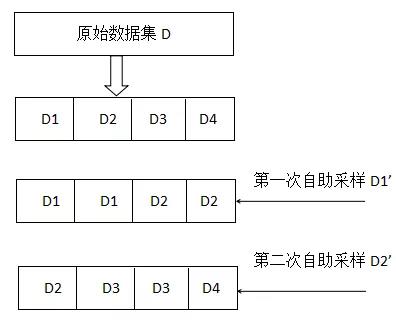 原始数据集 D
D1 D2 D3 D4
第一次自助采样 D1’
D1 D1 D2 D2
第二次自助采样 D2’
D2 D3 D3 D4